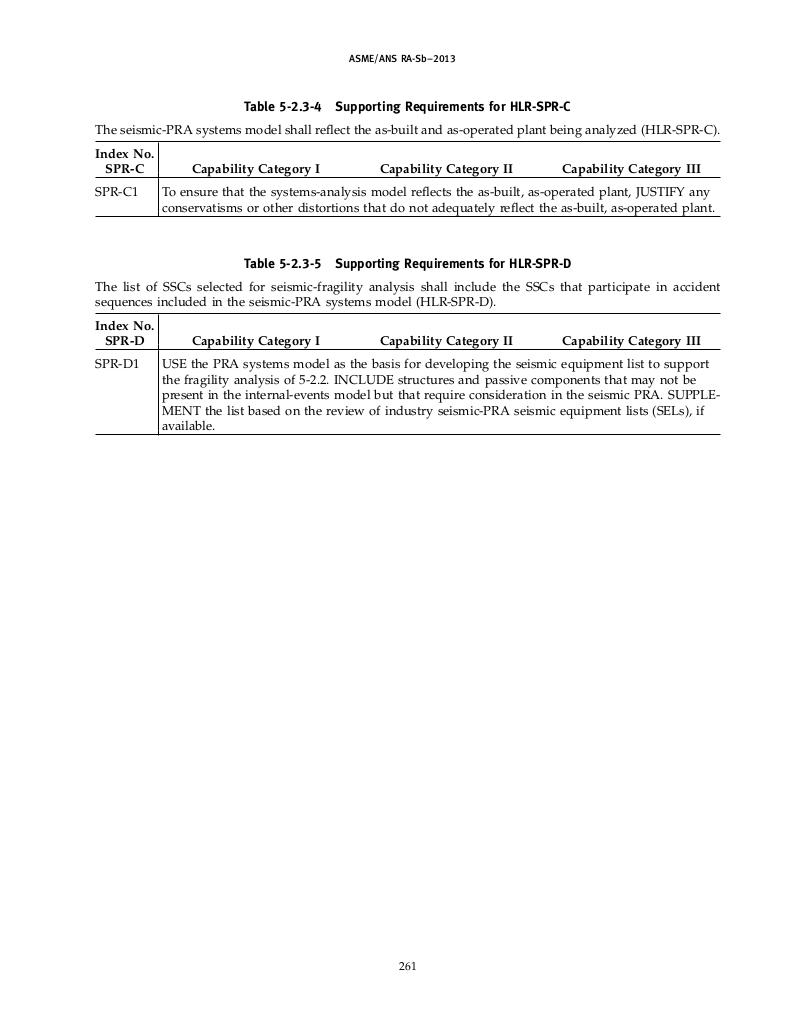 ASME/ANS RA-Sb–2013
Table 5-2.3-4 Supporting Requirements for HLR-SPR-C
The seismic-PRA systems model shall reflect the as-built and as-operated plant being analyzed (HLR-SPR-C).
Index No.
SPR-C Capability Category I Capability Category II Capability Category III
SPR-C1 To ensure that the systems-analysis model reflects the as-built, as-operated plant, JUSTIFY any
conservatisms or other distortions that do not adequately reflect the as-built, as-operated plant.
Table 5-2.3-5 Supporting Requirements for HLR-SPR-D
The list of SSCs selected for seismic-fragility analysis shall include the SSCs that participate in accident
sequences included in the seismic-PRA systems model (HLR-SPR-D).
Index No.
SPR-D Capability Category I Capability Category II Capability Category III
SPR-D1 USE the PRA systems model as the basis for developing the seismic equipment list to support
the fragility analysis of 5-2.2. INCLUDE structures and passive components that may not be
present in the internal-events model but that require consideration in the seismic PRA. SUPPLE-
MENT the list based on the review of industry seismic-PRA seismic equipment lists (SELs), if
available.
261